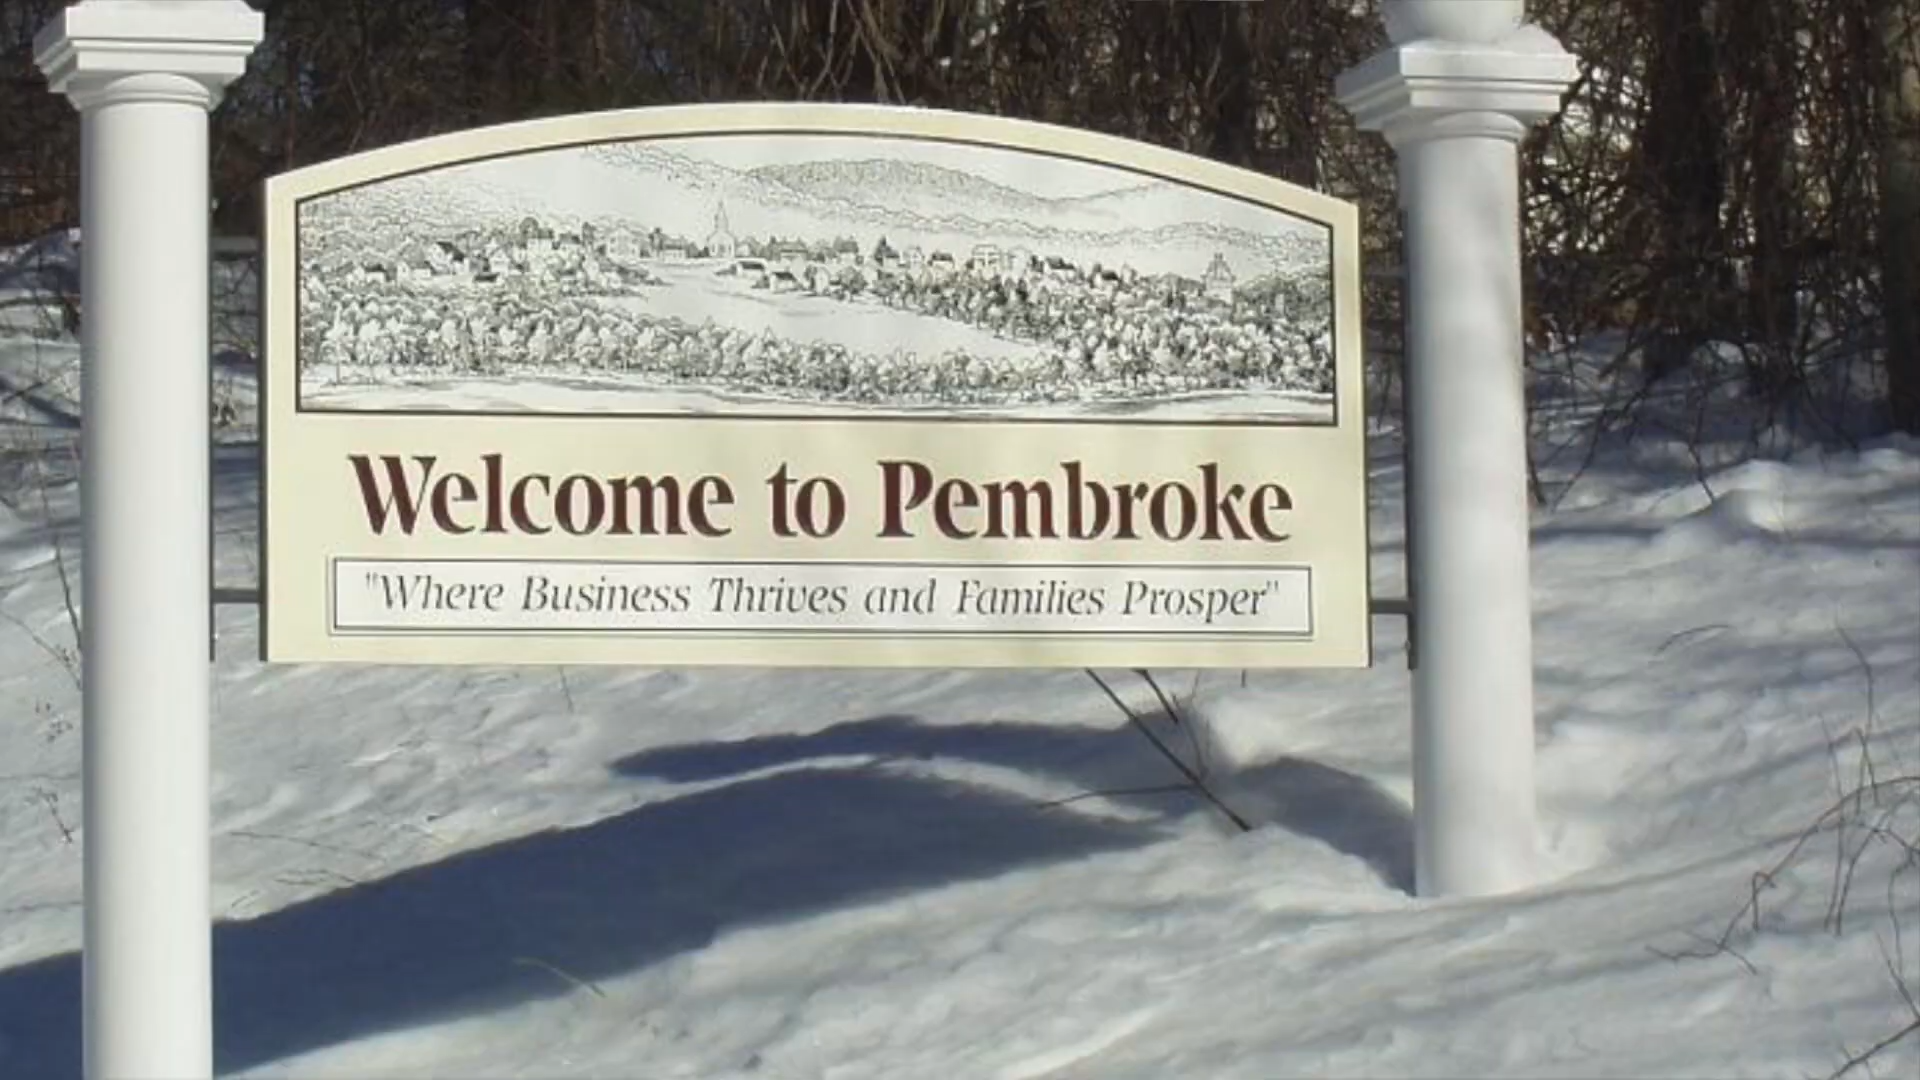 Welcome to Pembroke
"Where Business Thrives and Families Prosper"